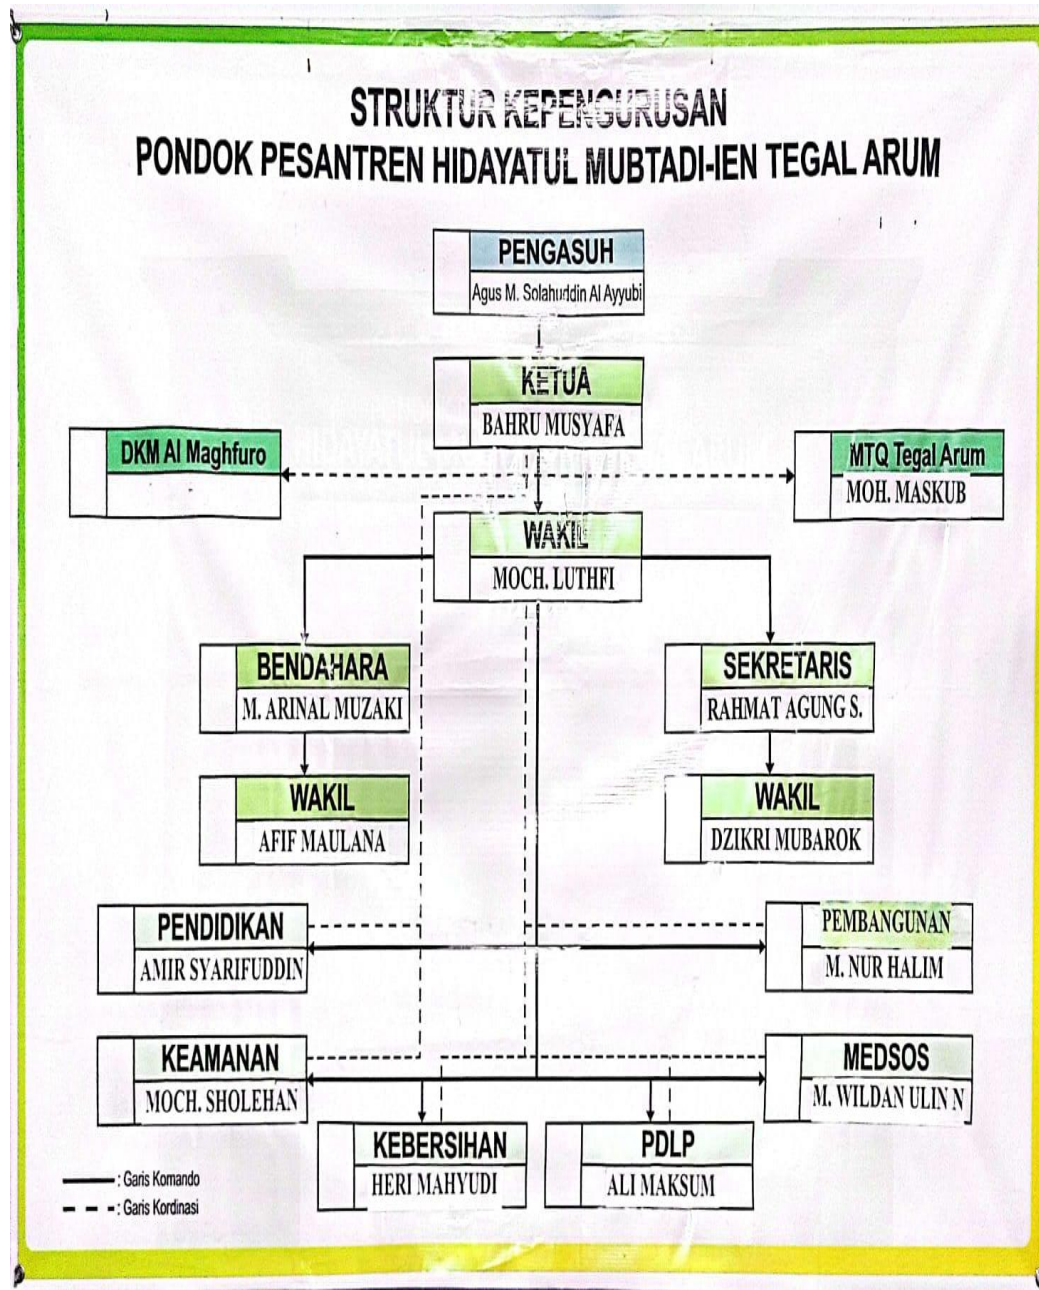 STRUKTUR KEPENGURUSAN
PONDOK PESANTREN HIDAYATUL MUBTADI-IEN TEGAL ARUM
PENGASUH
Agus M. Solahuddin Al Ayyubi
KETUA
BAHRU MUSYAFA
DKM Al Maghfuro
MTQ Tegal Arum
MOH. MASKUB
WAKIL
MOCH. LUTHFI
BENDAHARA
M. ARINAL MUZAKI
SEKRETARIS
RAHMAT AGUNG S.
WAKIL
AFIF MAULANA
WAKIL
DZIKRI MUBAROK
PENDIDIKAN
AMIR SYARIFUDDIN
PEMBANGUNAN
M. NUR HALIM
KEAMANAN
MOCH. SHOLEHAN
MEDSOS
M. WILDAN ULIN N
KEBERSIHAN
HERI MAHYUDI
PDLP
ALI MAKSUM
: Garis Komando
: Garis Kordinasi